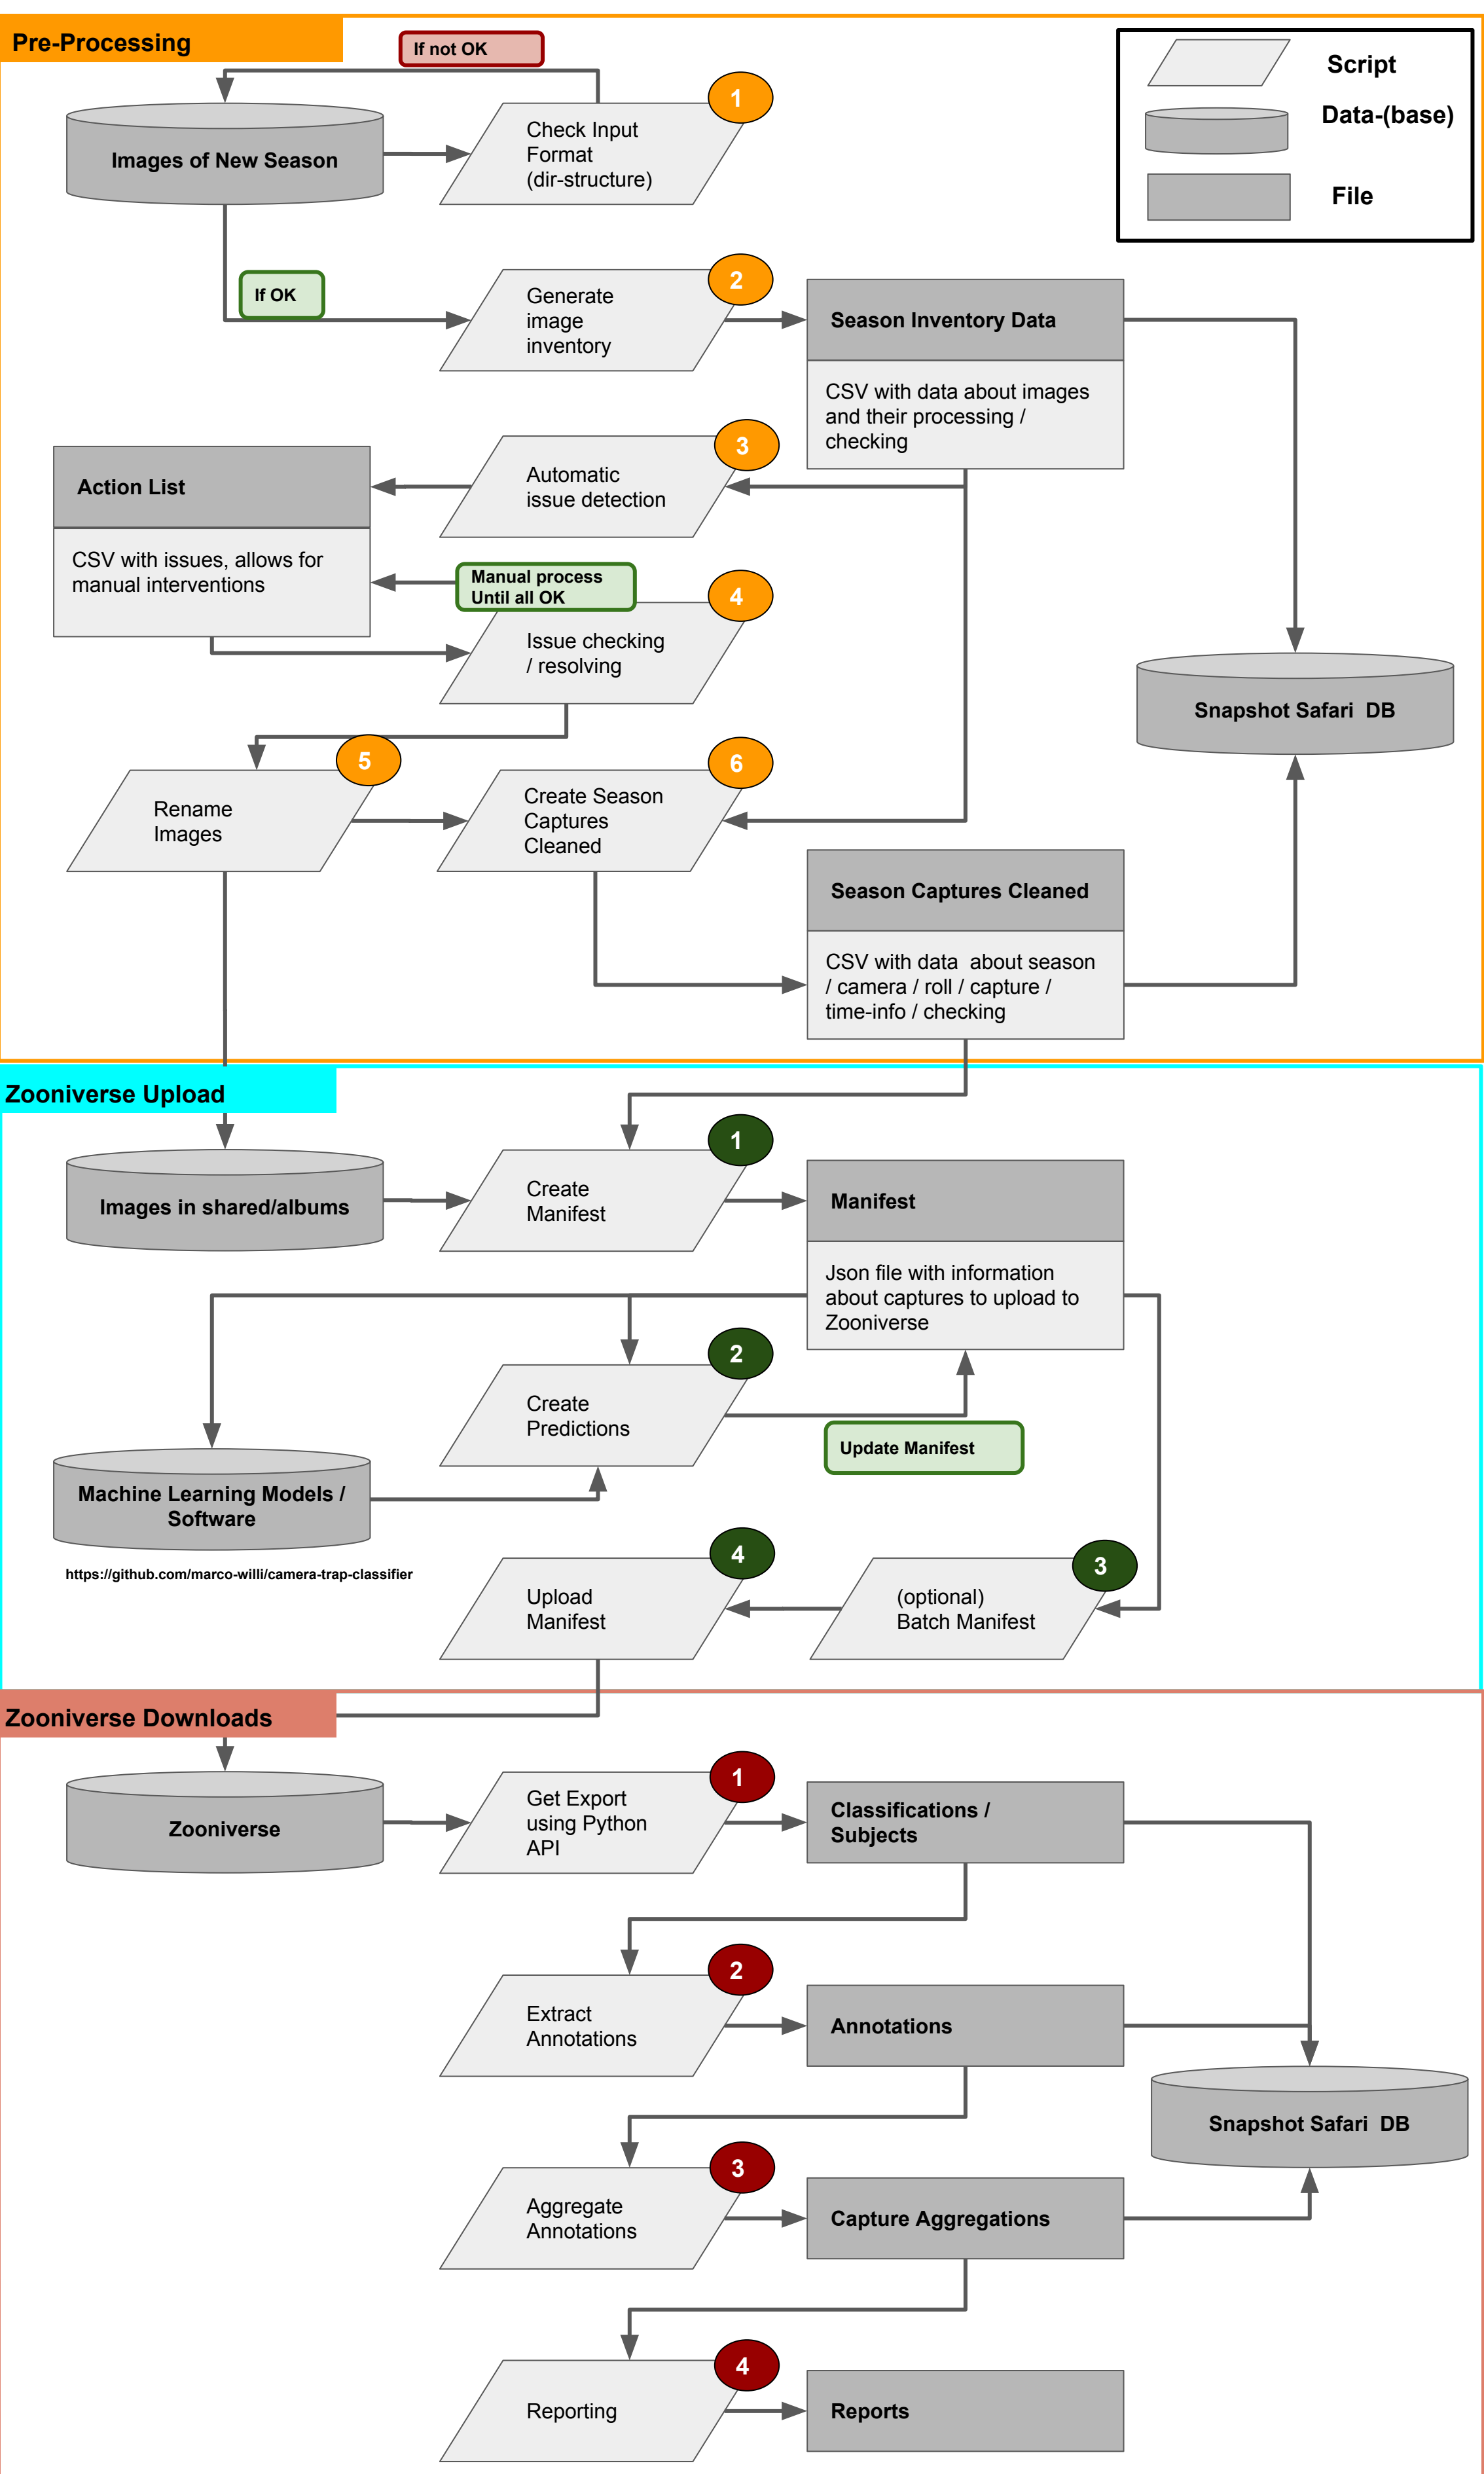 Pre-Processing
If not OK
Script
Data-(base)
File
1
Images of New Season
Check Input
Format
(dir-structure)
If OK
2
Generate
image
inventory
Season Inventory Data
CSV with data about images
and their processing /
checking
3
Automatic
issue detection
Action List
CSV with issues, allows for
manual interventions
Manual process
Until all OK
4
Issue checking
/ resolving
Snapshot Safari  DB
5
Rename
Images
6
Create Season
Captures
Cleaned
Season Captures Cleaned
CSV with data  about season
/ camera / roll / capture /
time-info / checking
Zooniverse Upload
Images in shared/albums
1
Create
Manifest
Manifest
Json file with information
about captures to upload to
Zooniverse
2
Create
Predictions
Update Manifest
Machine Learning Models /
Software
https://github.com/marco-willi/camera-trap-classifier
4
Upload
Manifest
3
(optional)
Batch Manifest
Zooniverse Downloads
Zooniverse
1
Get Export
using Python
API
Classifications /
Subjects
2
Extract
Annotations
Annotations
Snapshot Safari  DB
3
Aggregate
Annotations
Capture Aggregations
4
Reporting
Reports